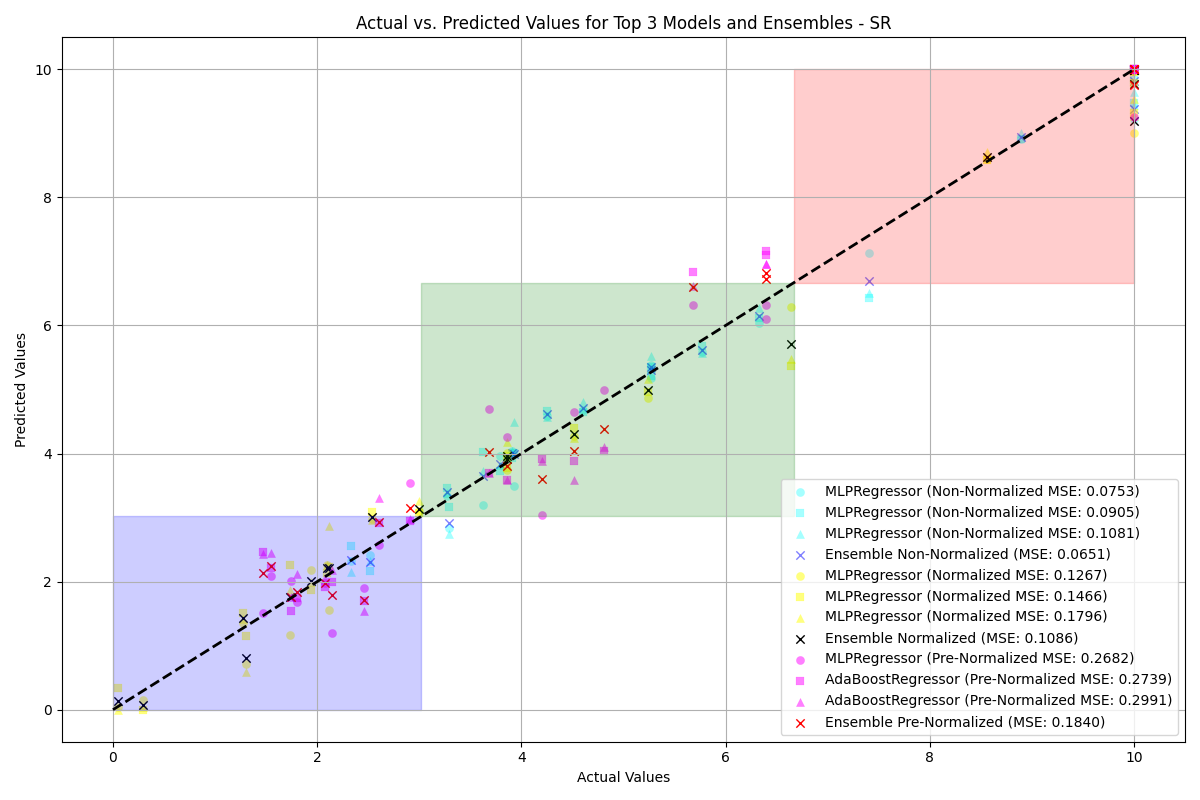 Actual vs. Predicted Values for Top 3 Models and Ensembles - SR
10
8
6
4
2
0
Predicted Values
MLPRegressor (Non-Normalized MSE: 0.0753)
MLPRegressor (Non-Normalized MSE: 0.0905)
MLPRegressor (Non-Normalized MSE: 0.1081)
Ensemble Non-Normalized (MSE: 0.0651)
MLPRegressor (Normalized MSE: 0.1267)
MLPRegressor (Normalized MSE: 0.1466)
MLPRegressor (Normalized MSE: 0.1796)
Ensemble Normalized (MSE: 0.1086)
MLPRegressor (Pre-Normalized MSE: 0.2682)
AdaBoostRegressor (Pre-Normalized MSE: 0.2739)
AdaBoostRegressor (Pre-Normalized MSE: 0.2991)
Ensemble Pre-Normalized (MSE: 0.1840)
0 2 4 6 8 10
Actual Values